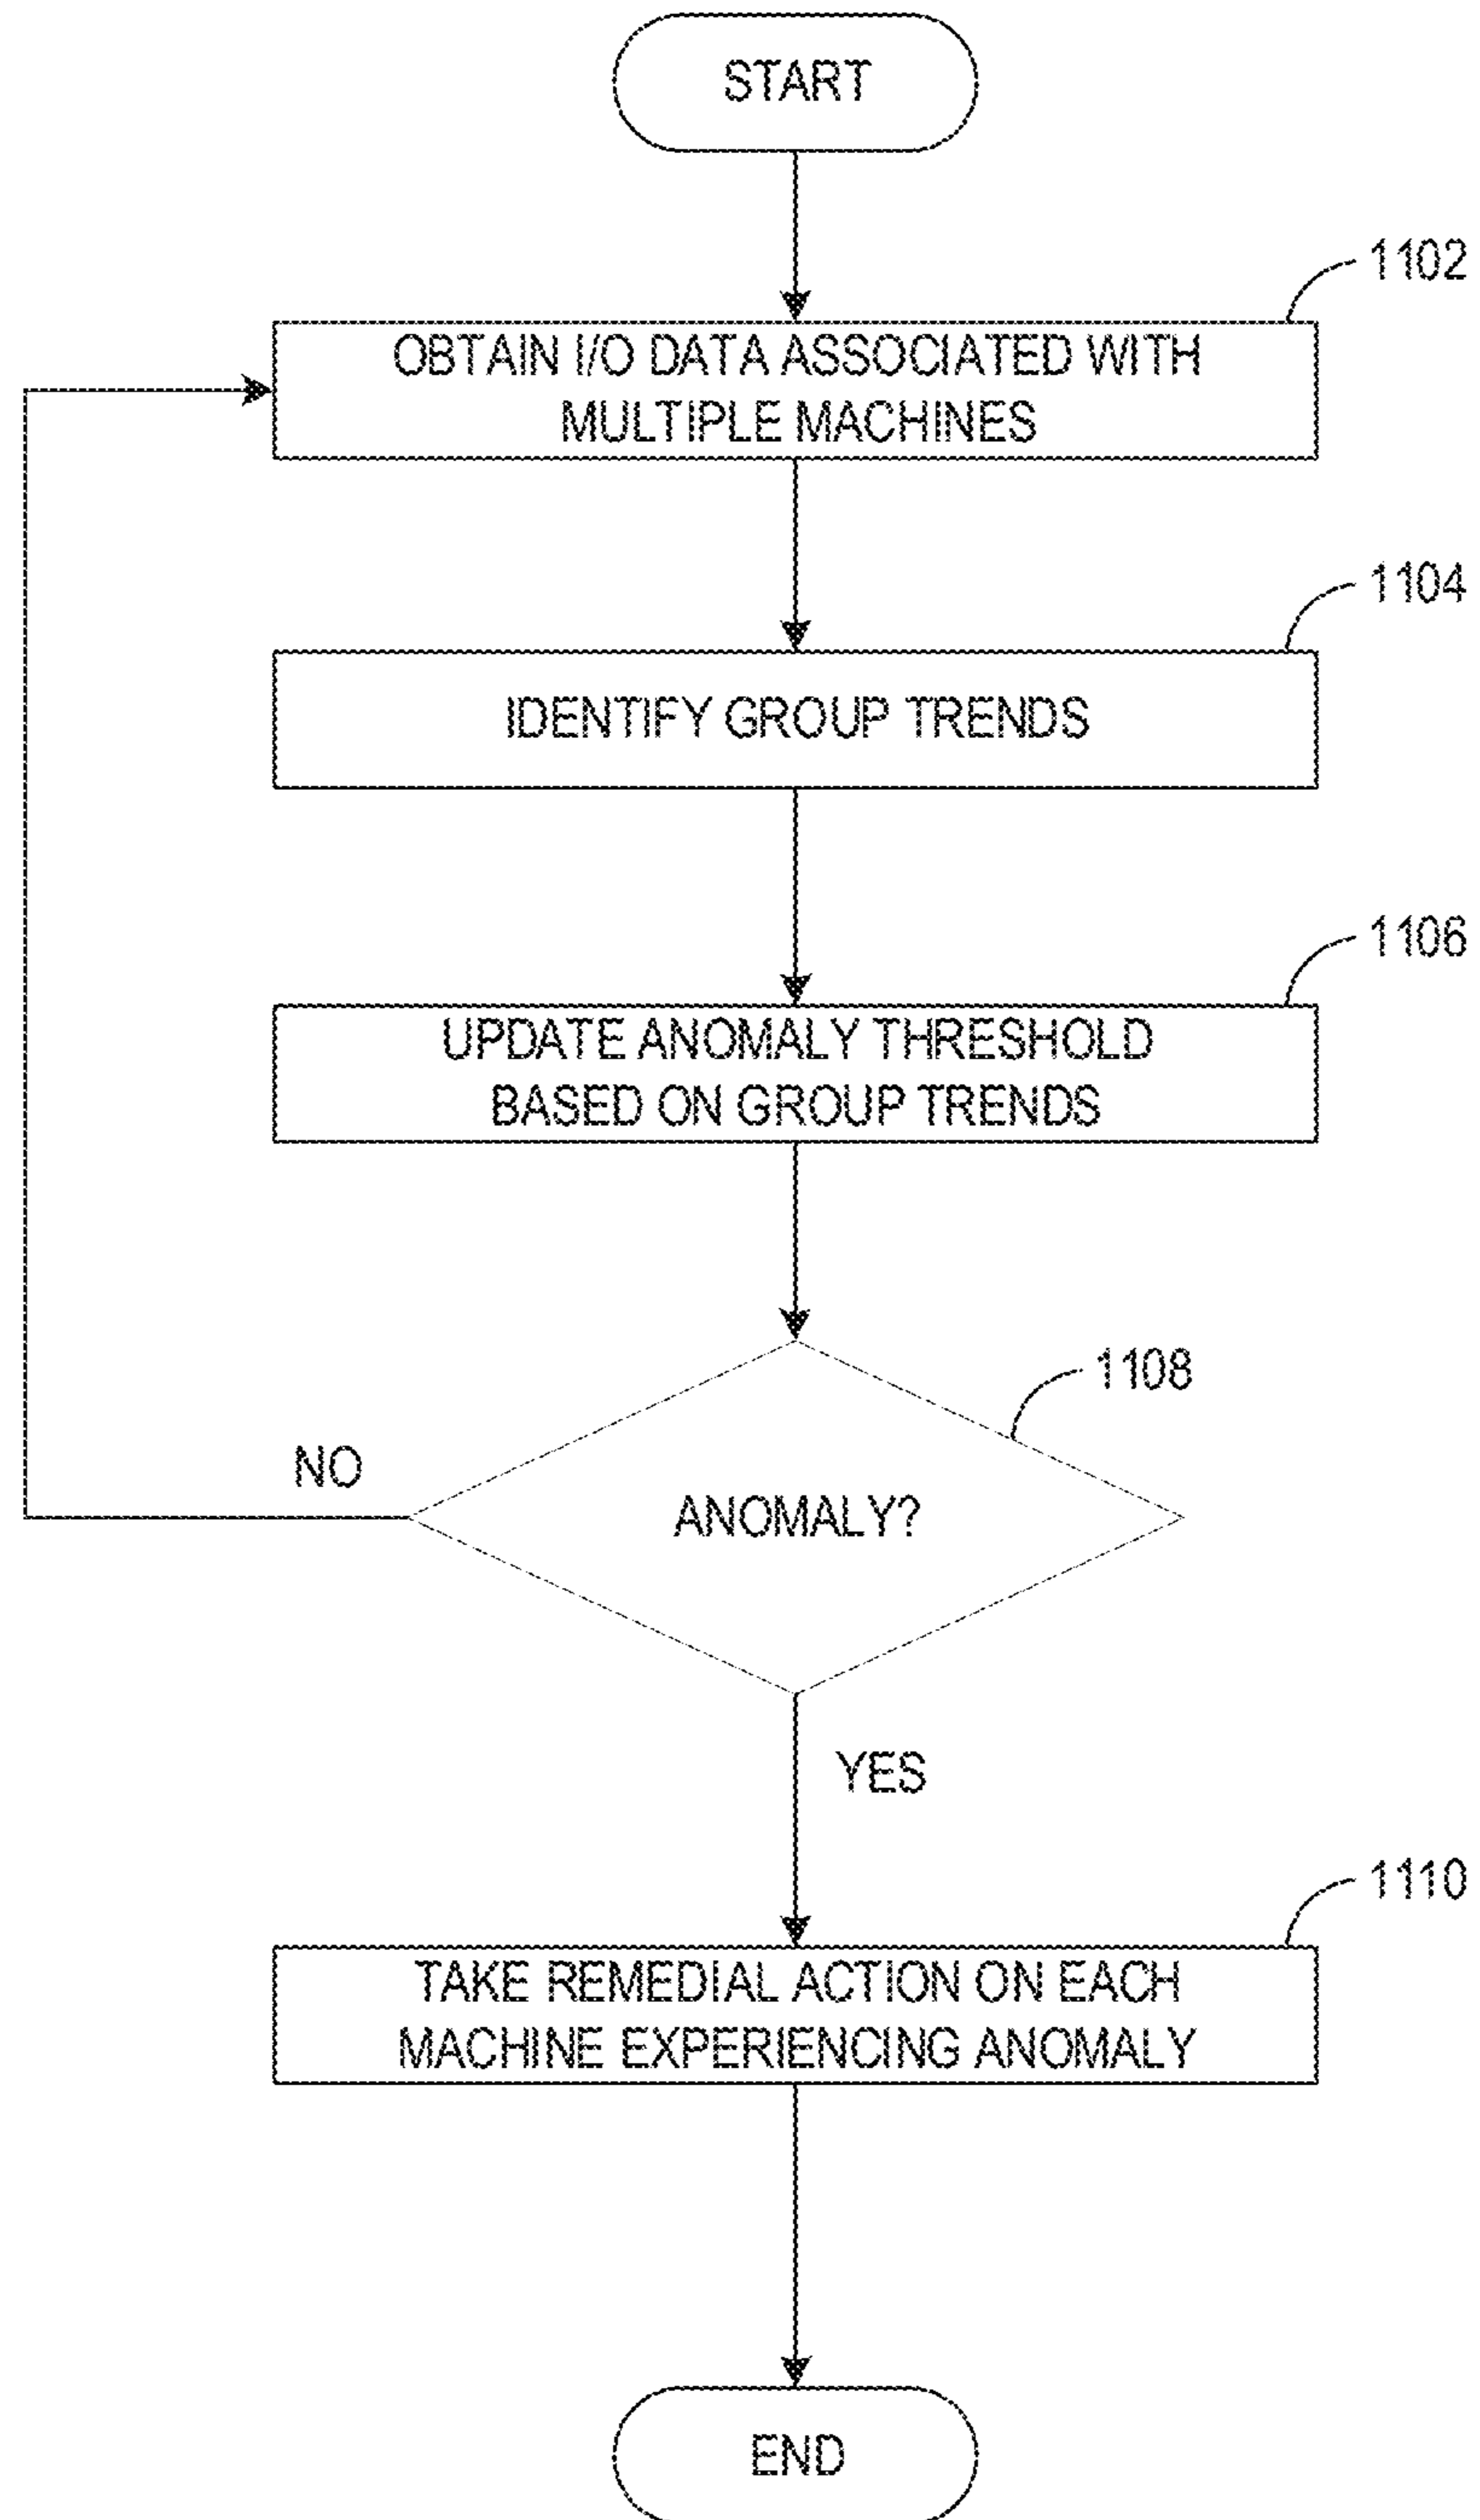 START
1102
OBTAIN I/O DATA ASSOCIATED WITH
MULTIPLE MACHINES
1104
IDENTIFY GROUP TRENDS
1106
UPDATE ANOMALY THRESHOLD
BASED ON GROUP TRENDS
1108
NO
ANOMALY?
YES
1110
TAKE REMEDIAL ACTION ON EACH
MACHINE EXPERIENCING ANOMALY
END